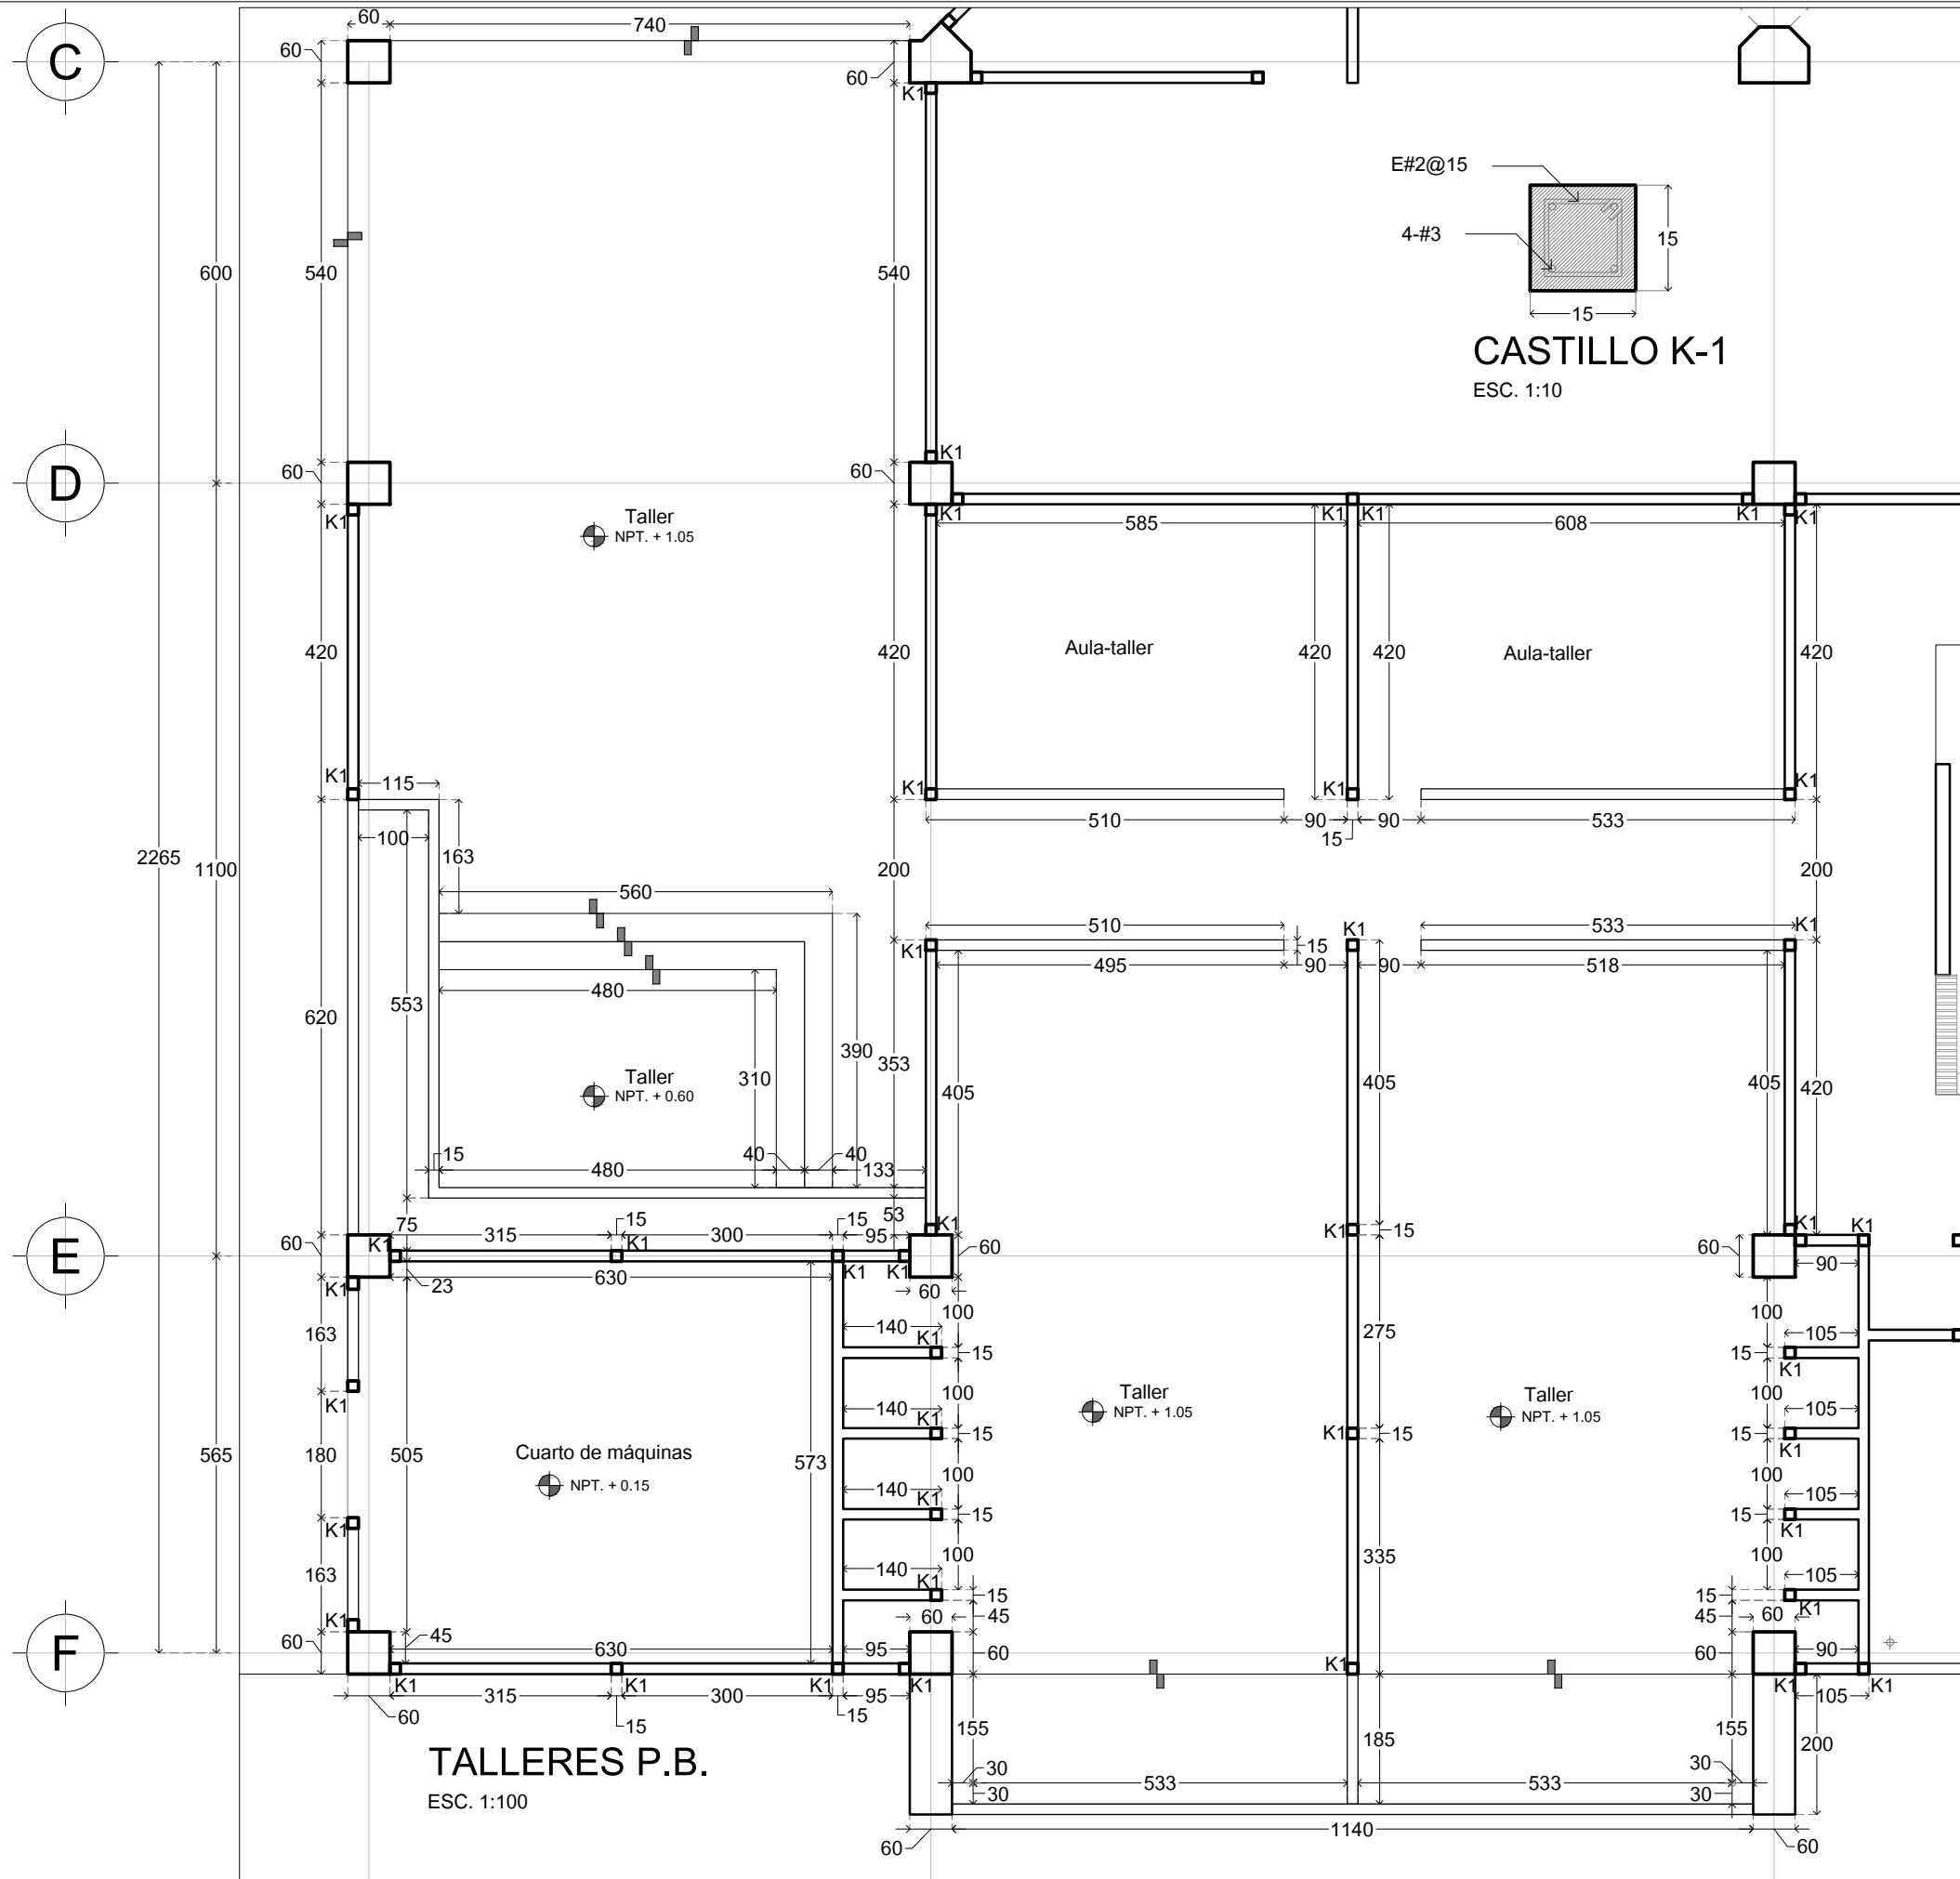 60
740
60
60
C
K1
E#2@15
4-#3
15
15
CASTILLO K-1
ESC. 1:10
600
540
540
60
60
K1
D
K1
K1
K1
K1
K1
K1
585
608
Taller
NPT. + 1.05
420
420
Aula-taller
420
420
Aula-taller
420
K1
115
K1
K1
K1
100
510
90
90
533
15
163
2265
1100
200
200
560
510
533
K1
K1
K1
15
495
90
90
518
480
553
620
390
353
310
Taller
NPT. + 0.60
405
405
405
420
15
40
40
480
133
53
75
315
15
300
15
95
K1
K1
K1
K1
K1
K1
15
60
E
60
60
630
K1
K1
90
23
K1
60
100
100
163
140
K1
15
275
105
15
K1
K1
Taller
NPT. + 1.05
Taller
NPT. + 1.05
100
100
140
K1
15
K1
15
105
15
K1
565
180
505
Cuarto de máquinas
NPT. + 0.15
573
100
100
140
K1
15
105
15
K1
K1
163
100
100
335
140
K1
15
105
15
K1
K1
60
45
60
45
60
45
F
630
95
60
60
90
K1
K1
K1
K1
K1
K1
K1
K1
315
300
95
105
60
15
15
TALLERES P.B.
ESC. 1:100
155
185
155
200
30
533
533
30
30
30
1140
60
60